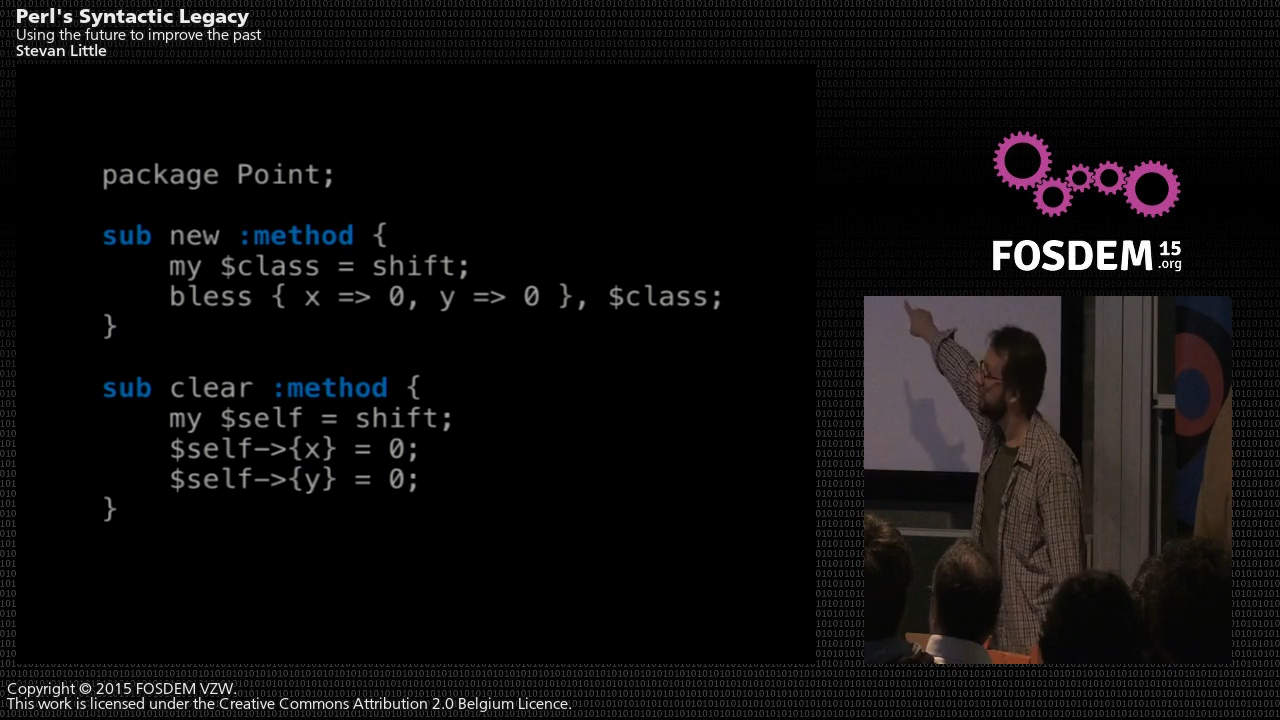 Perl's Syntactic Legacy
Using the future to improve the past
Stevan Little
package Point;
sub new :method {
    my $class = shift;
    bless { x => 0, y => 0 }, $class;
}
sub clear :method {
    my $self = shift;
    $self->{x} = 0;
    $self->{y} = 0;
}
FOSDEM 15
.org
Copyright © 2015 FOSDEM VZW.
This work is licensed under the Creative Commons Attribution 2.0 Belgium Licence.